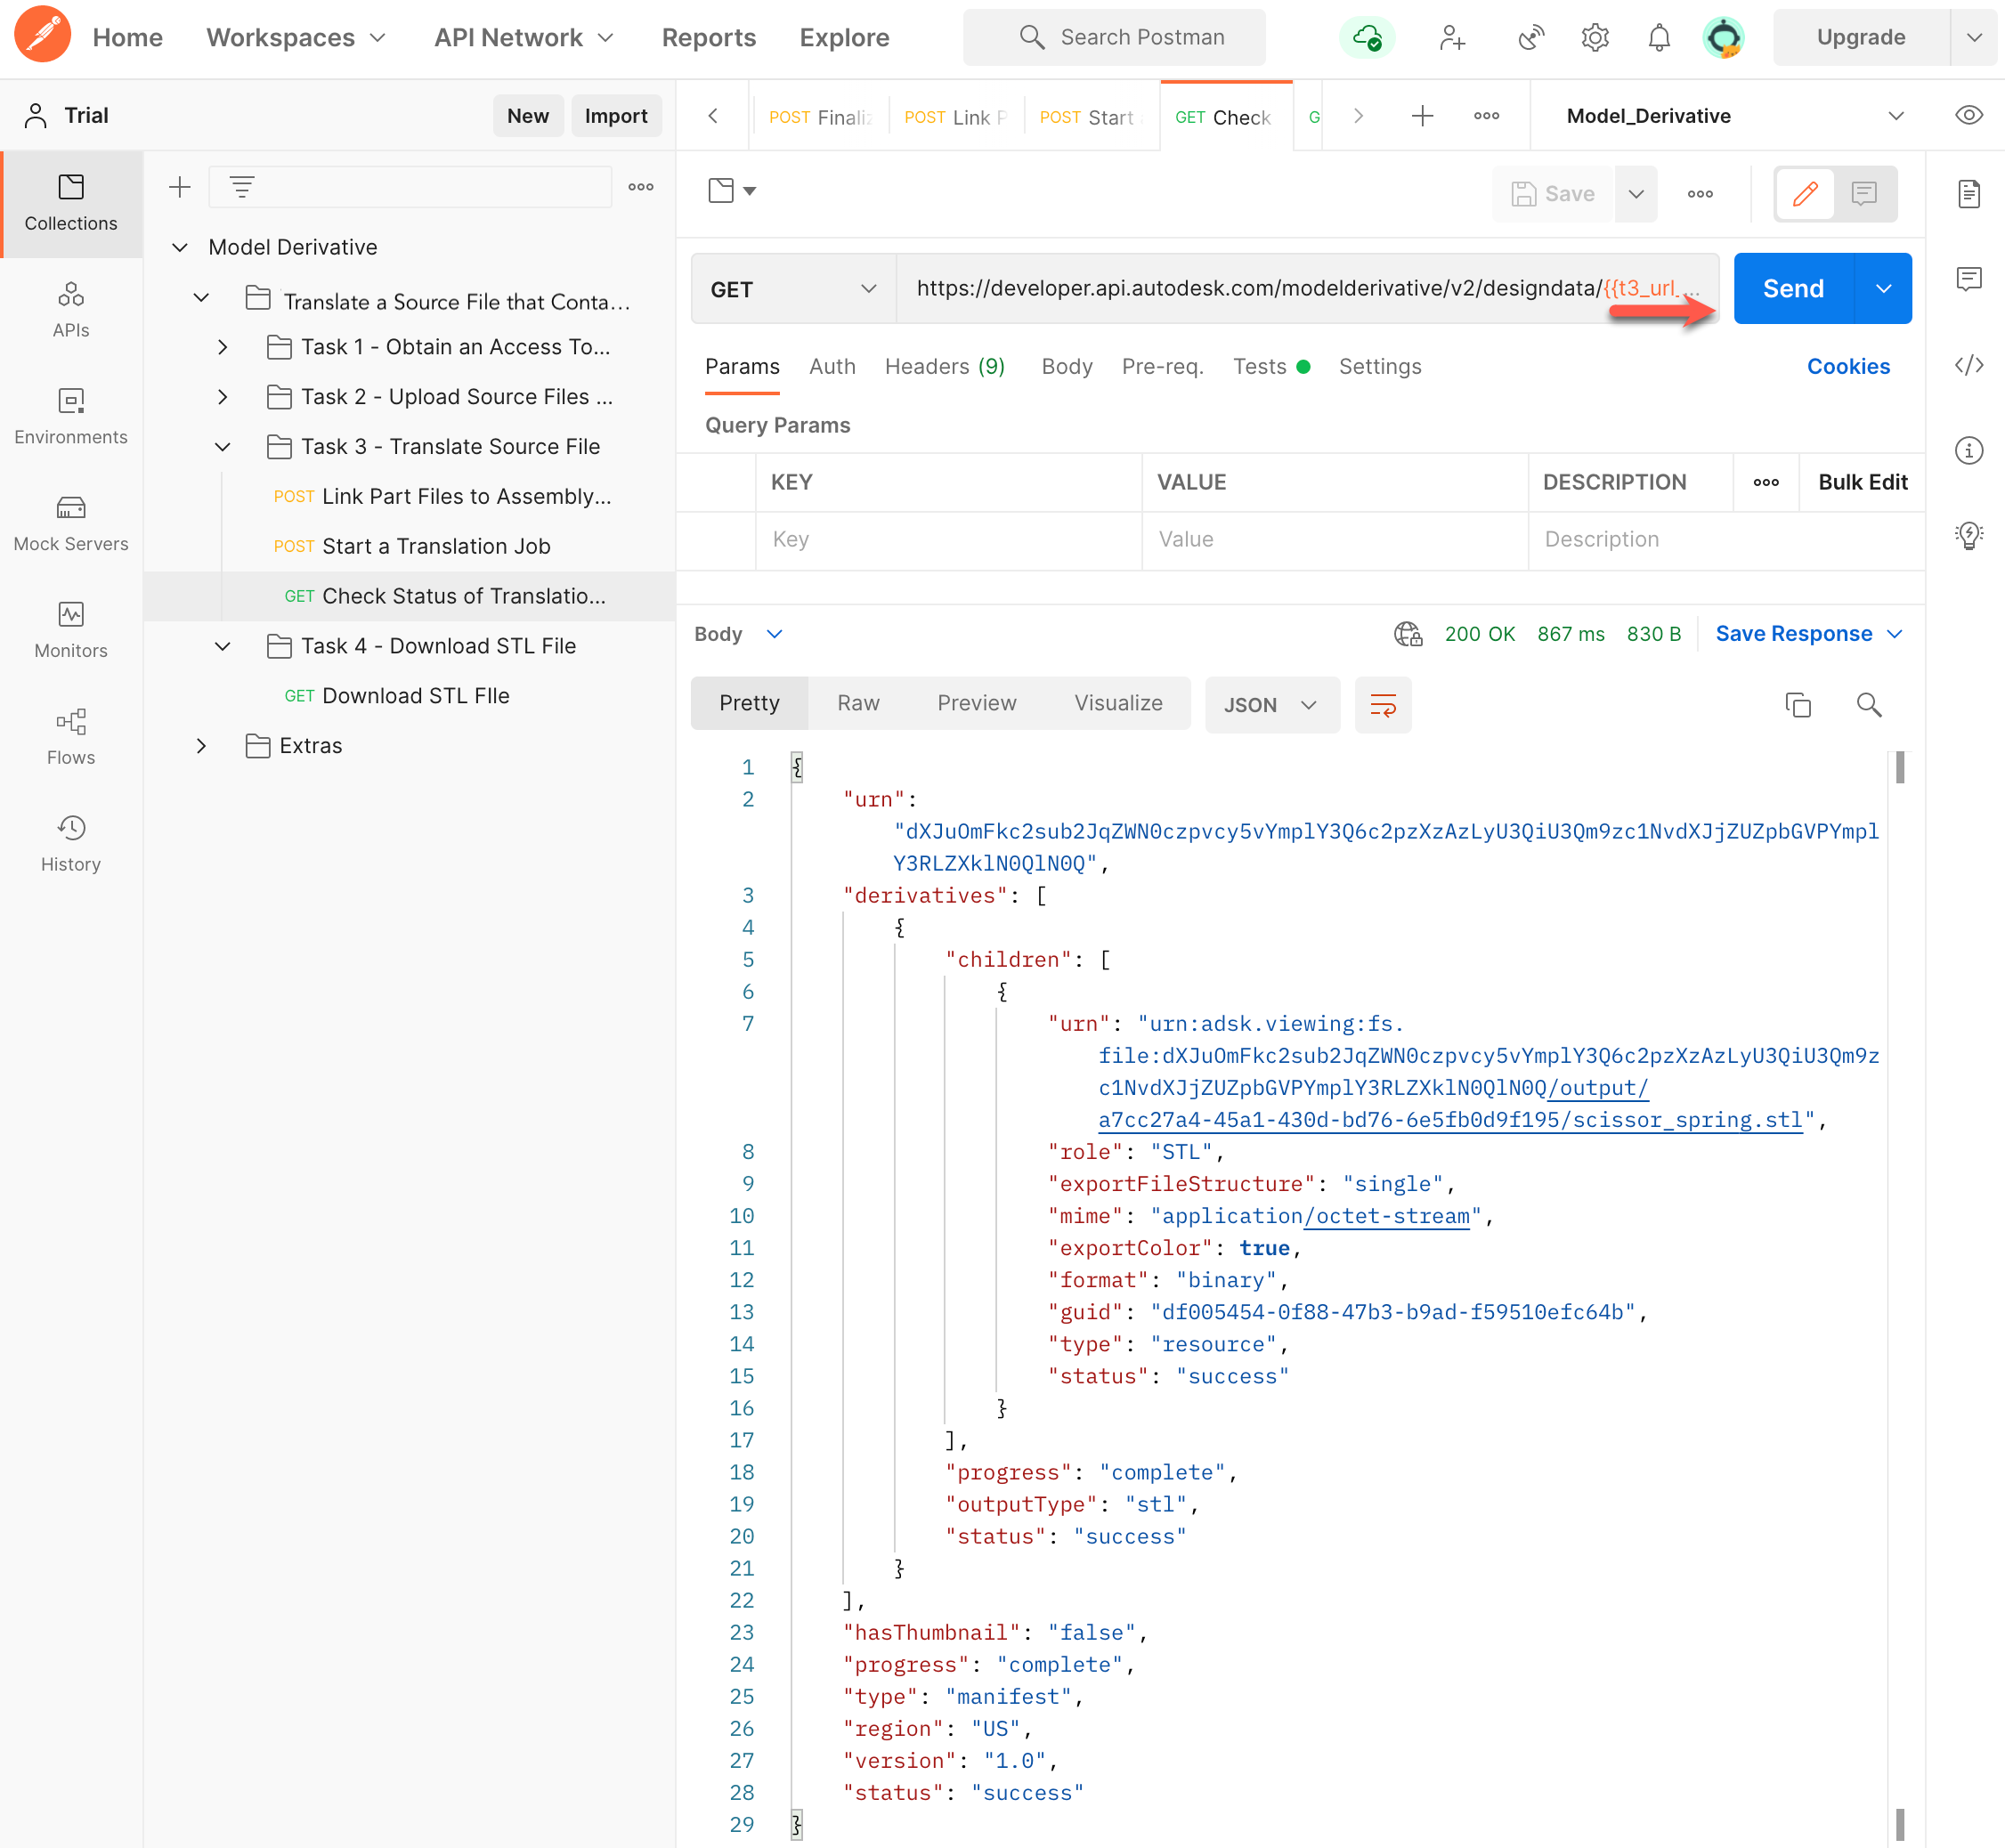 Home Workspaces API Network Reports Explore Search Postman Upgrade
Trial New Import POST Finaliz POST Link P POST Start GET Check G Model_Derivative
Collections
Save
Model Derivative
Translate a Source File that Conta...
GET https://developer.api.autodesk.com/modelderivative/v2/designdata/{{t3_url_... Send
APIs
Task 1 - Obtain an Access To...
Params Auth Headers (9) Body Pre-req. Tests Settings Cookies
Task 2 - Upload Source Files ...
Query Params
Environments
Task 3 - Translate Source File
KEY VALUE DESCRIPTION Bulk Edit
POST Link Part Files to Assembly...
Mock Servers
POST Start a Translation Job
Key Value Description
GET Check Status of Translatio...
Monitors
Task 4 - Download STL File
Body 200 OK 867 ms 830 B Save Response
GET Download STL FIle
Pretty Raw Preview Visualize JSON
Extras
Flows
History
1 {
2 "urn":
"dXJuOmFkc2sub2JqZWN0czpvcy5vYmplY3Q6c2pzXzAzLyU3QiU3Qm9zc1NvdXJjZUZpbGVPYmpl
Y3RLZXklN0QlN0Q",
3 "derivatives": [
4 {
5 "children": [
6 {
7 "urn": "urn:adsk.viewing:fs.
file:dXJuOmFkc2sub2JqZWN0czpvcy5vYmplY3Q6c2pzXzAzLyU3QiU3Qm9z
c1NvdXJjZUZpbGVPYmplY3RLZXklN0QlN0Q/output/
a7cc27a4-45a1-430d-bd76-6e5fb0d9f195/scissor_spring.stl",
8 "role": "STL",
9 "exportFileStructure": "single",
10 "mime": "application/octet-stream",
11 "exportColor": true,
12 "format": "binary",
13 "guid": "df005454-0f88-47b3-b9ad-f59510efc64b",
14 "type": "resource",
15 "status": "success"
16 }
17 ],
18 "progress": "complete",
19 "outputType": "stl",
20 "status": "success"
21 }
22 ],
23 "hasThumbnail": "false",
24 "progress": "complete",
25 "type": "manifest",
26 "region": "US",
27 "version": "1.0",
28 "status": "success"
29 }